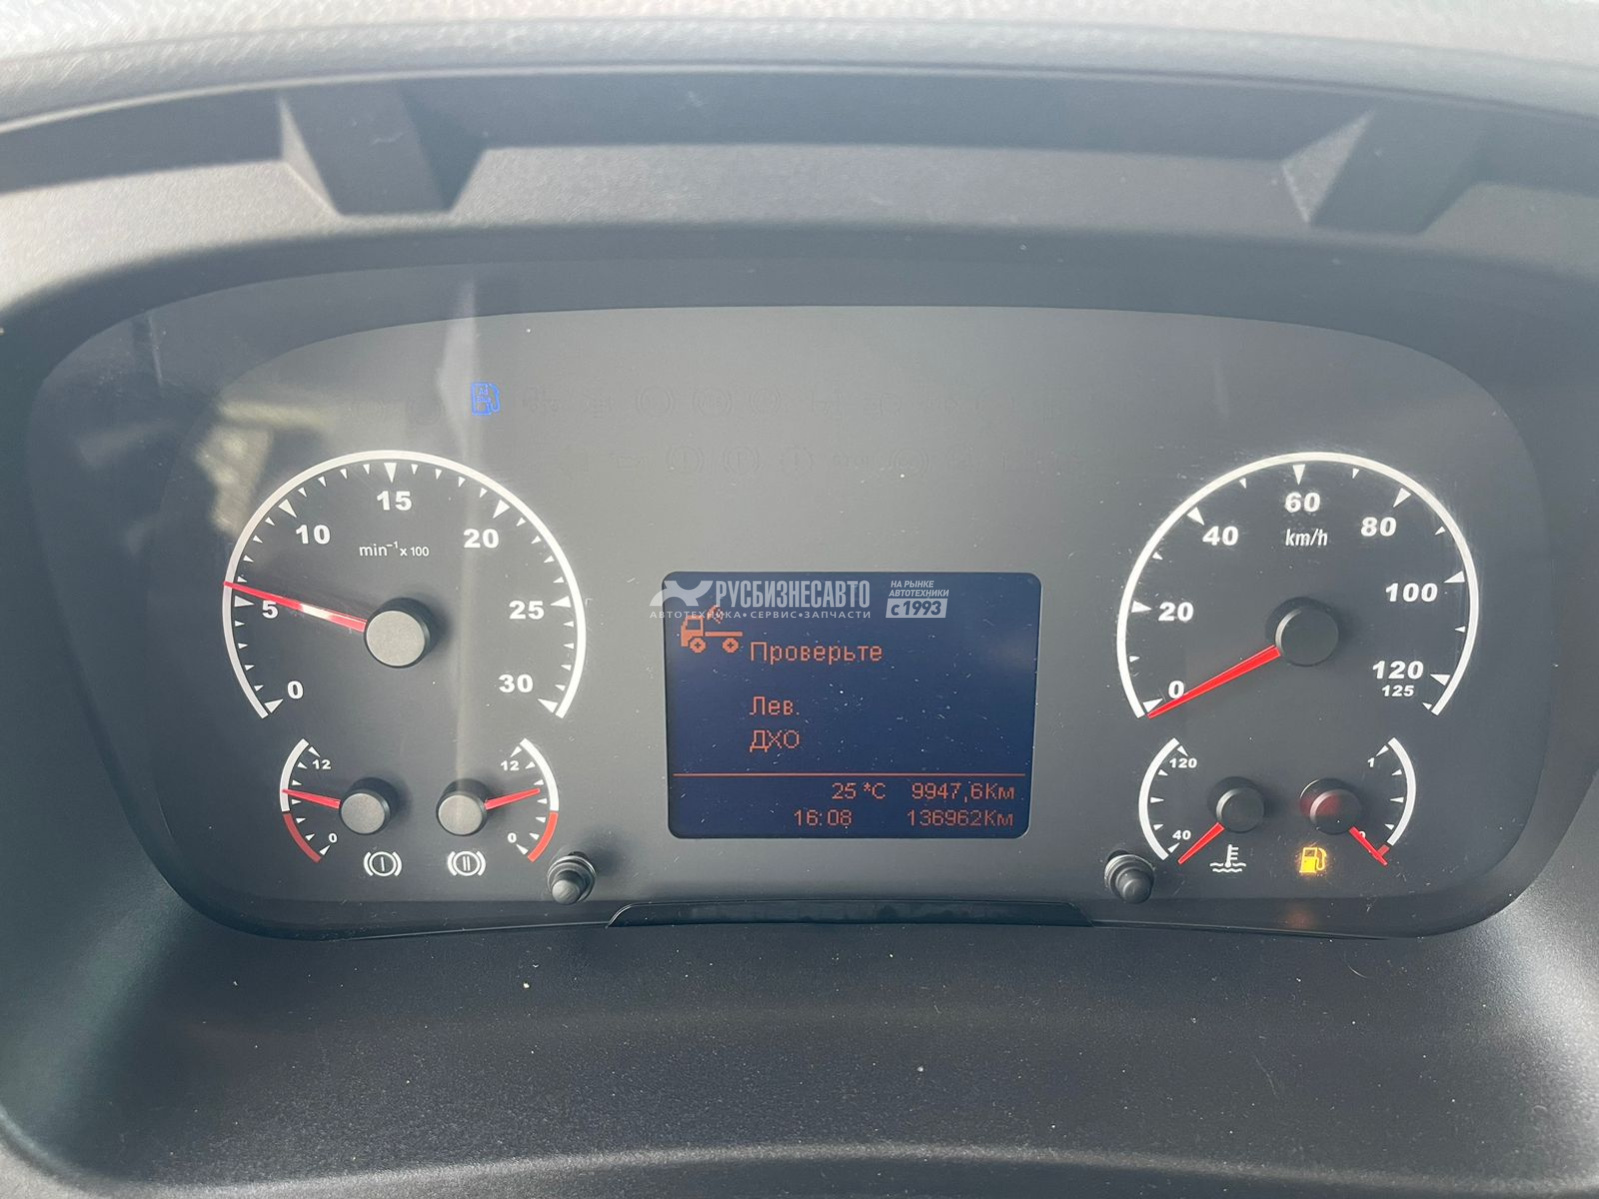 15
10
20
min⁻¹ x 100
5
25
0
30
12
0
12
0
РУСБИЗНЕСАВТО
АВТОТЕХНИКА•СЕРВИС•ЗАПЧАСТИ
НА РЫНКЕ
АВТОТЕХНИКИ
с 1993
Проверьте
Лев.
ДХО
25 °C 9947,6Км
16:08 136962Км
60
40
80
km/h
20
100
0
120
125
120
40
1
0